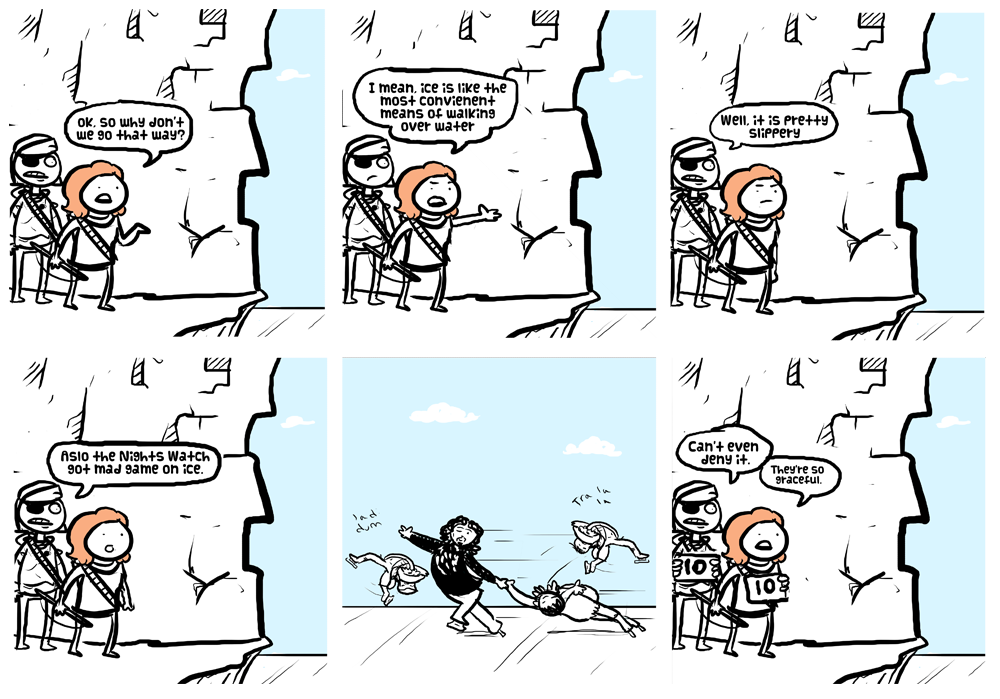 Ok, so why don't
we go that way?
I mean, ice is like the
most convienent
means of walking
over water
Well, it is pretty
slippery
Aslo the Nights Watch
got mad game on ice.
lad
dum
Tra la
la
Can't even
deny it.
They're so
graceful.
10
10